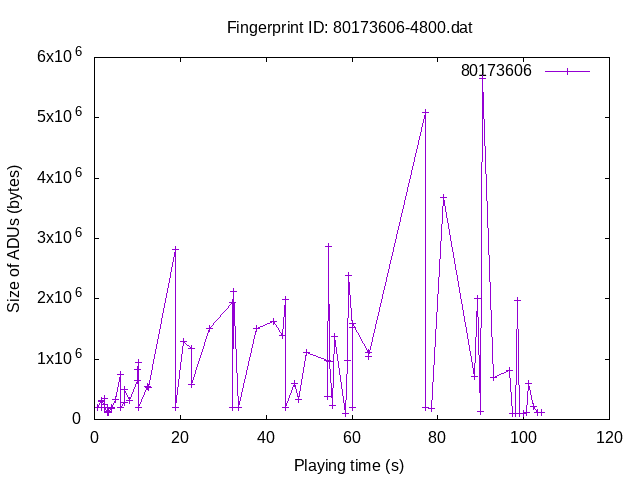 Fingerprint ID: 80173606-4800.dat
80173606
6x10^6
5x10^6
4x10^6
3x10^6
2x10^6
1x10^6
0
Size of ADUs (bytes)
0 20 40 60 80 100 120
Playing time (s)